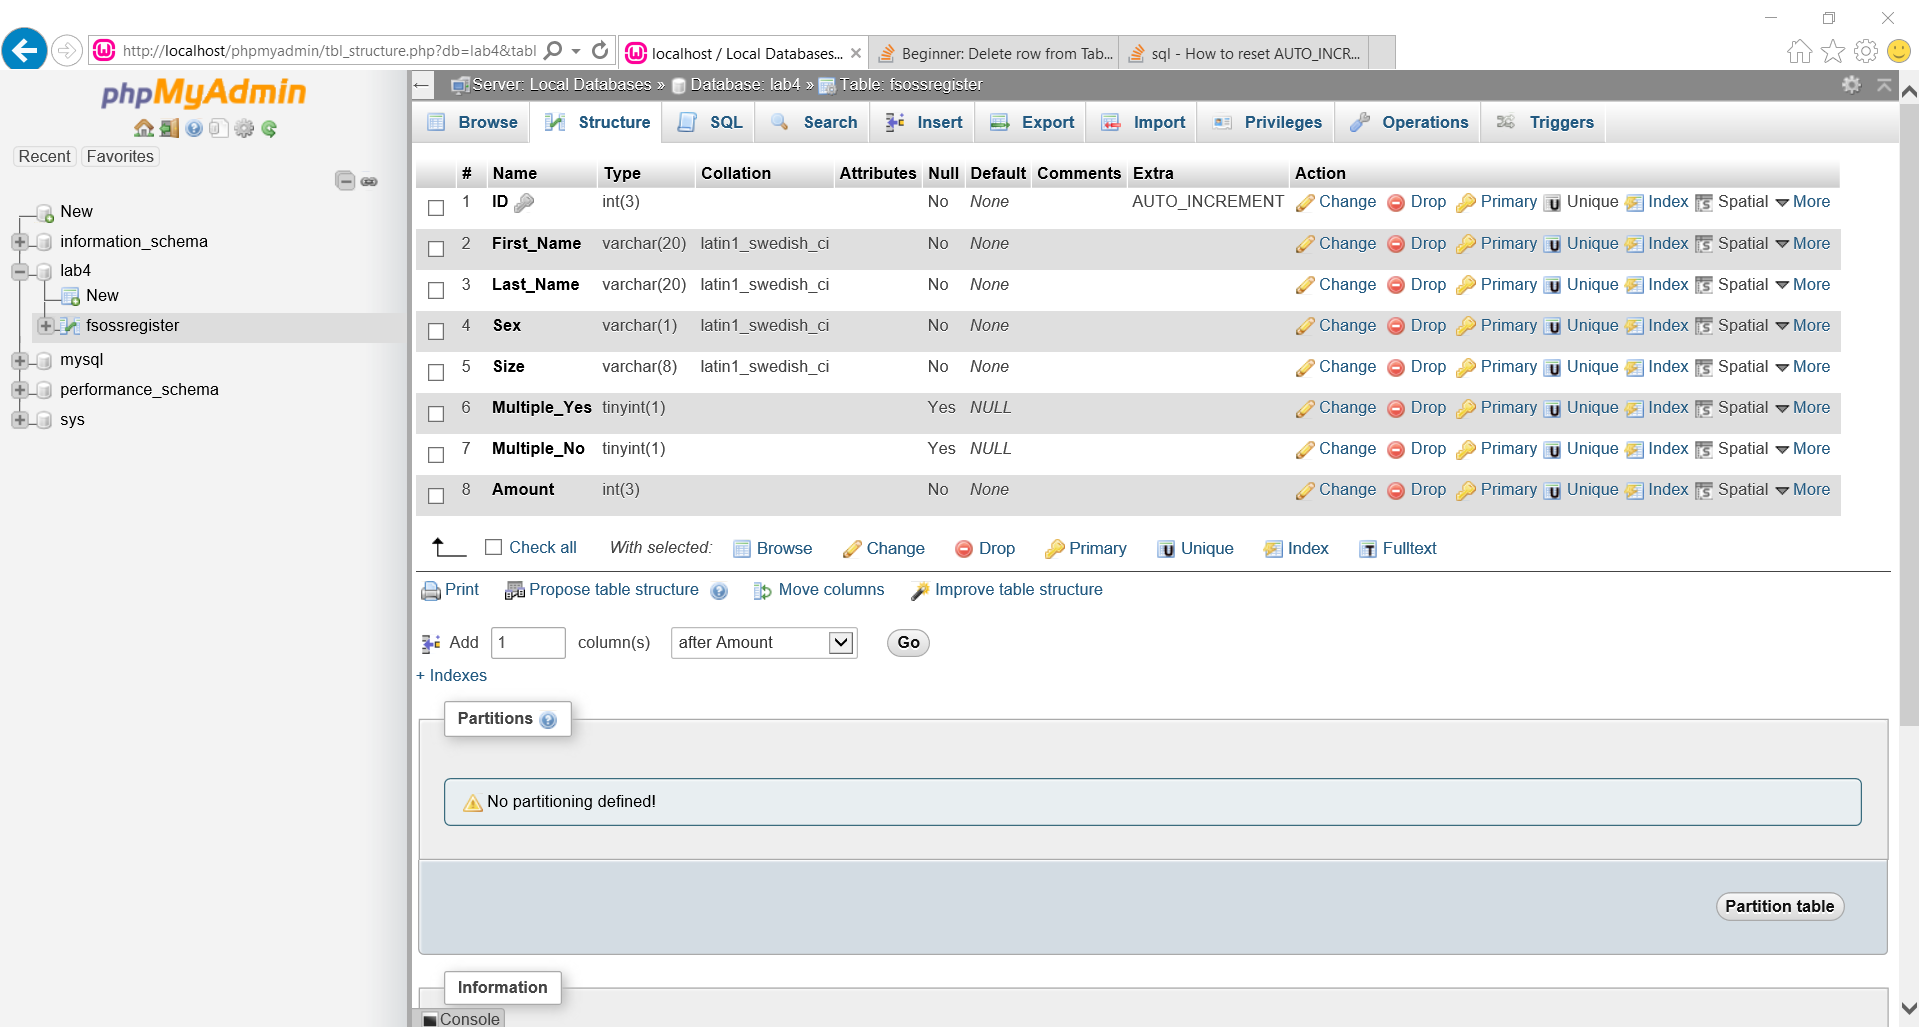 http://localhost/phpmyadmin/tbl_structure.php?db=lab4&tabl
localhost / Local Databases...
Beginner: Delete row from Tab...
sql - How to reset AUTO_INCR...
phpMyAdmin
Recent Favorites
New
information_schema
lab4
New
fsossregister
mysql
performance_schema
sys
Server: Local Databases » Database: lab4 » Table: fsossregister
Browse Structure SQL Search Insert Export Import Privileges Operations Triggers
# Name Type Collation Attributes Null Default Comments Extra Action
1 ID int(3) No None AUTO_INCREMENT Change Drop Primary Unique Index Spatial More
2 First_Name varchar(20) latin1_swedish_ci No None Change Drop Primary Unique Index Spatial More
3 Last_Name varchar(20) latin1_swedish_ci No None Change Drop Primary Unique Index Spatial More
4 Sex varchar(1) latin1_swedish_ci No None Change Drop Primary Unique Index Spatial More
5 Size varchar(8) latin1_swedish_ci No None Change Drop Primary Unique Index Spatial More
6 Multiple_Yes tinyint(1) Yes NULL Change Drop Primary Unique Index Spatial More
7 Multiple_No tinyint(1) Yes NULL Change Drop Primary Unique Index Spatial More
8 Amount int(3) No None Change Drop Primary Unique Index Spatial More
Check all With selected: Browse Change Drop Primary Unique Index Fulltext
Print Propose table structure Move columns Improve table structure
Add 1 column(s) after Amount Go
+ Indexes
Partitions
No partitioning defined!
Partition table
Information
Console